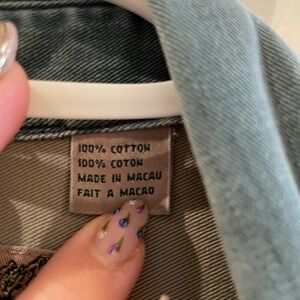 100% COTTON
100% COTON
MADE IN MACAU
FAIT A MACAO